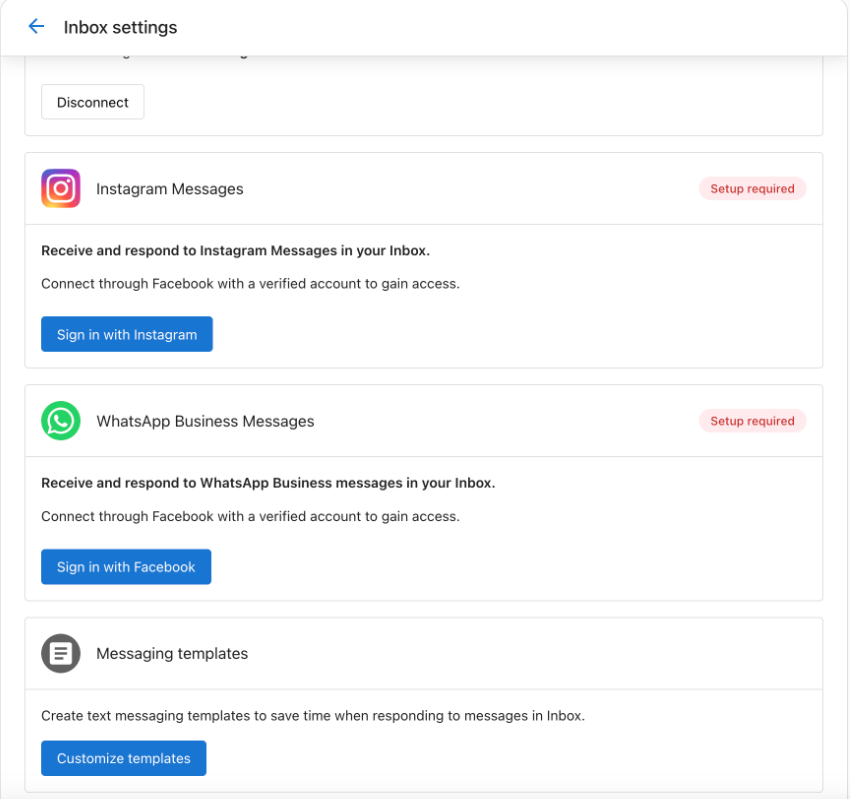 Inbox settings
Disconnect
Instagram Messages
Setup required
Receive and respond to Instagram Messages in your Inbox.
Connect through Facebook with a verified account to gain access.
Sign in with Instagram
WhatsApp Business Messages
Setup required
Receive and respond to WhatsApp Business messages in your Inbox.
Connect through Facebook with a verified account to gain access.
Sign in with Facebook
Messaging templates
Create text messaging templates to save time when responding to messages in Inbox.
Customize templates